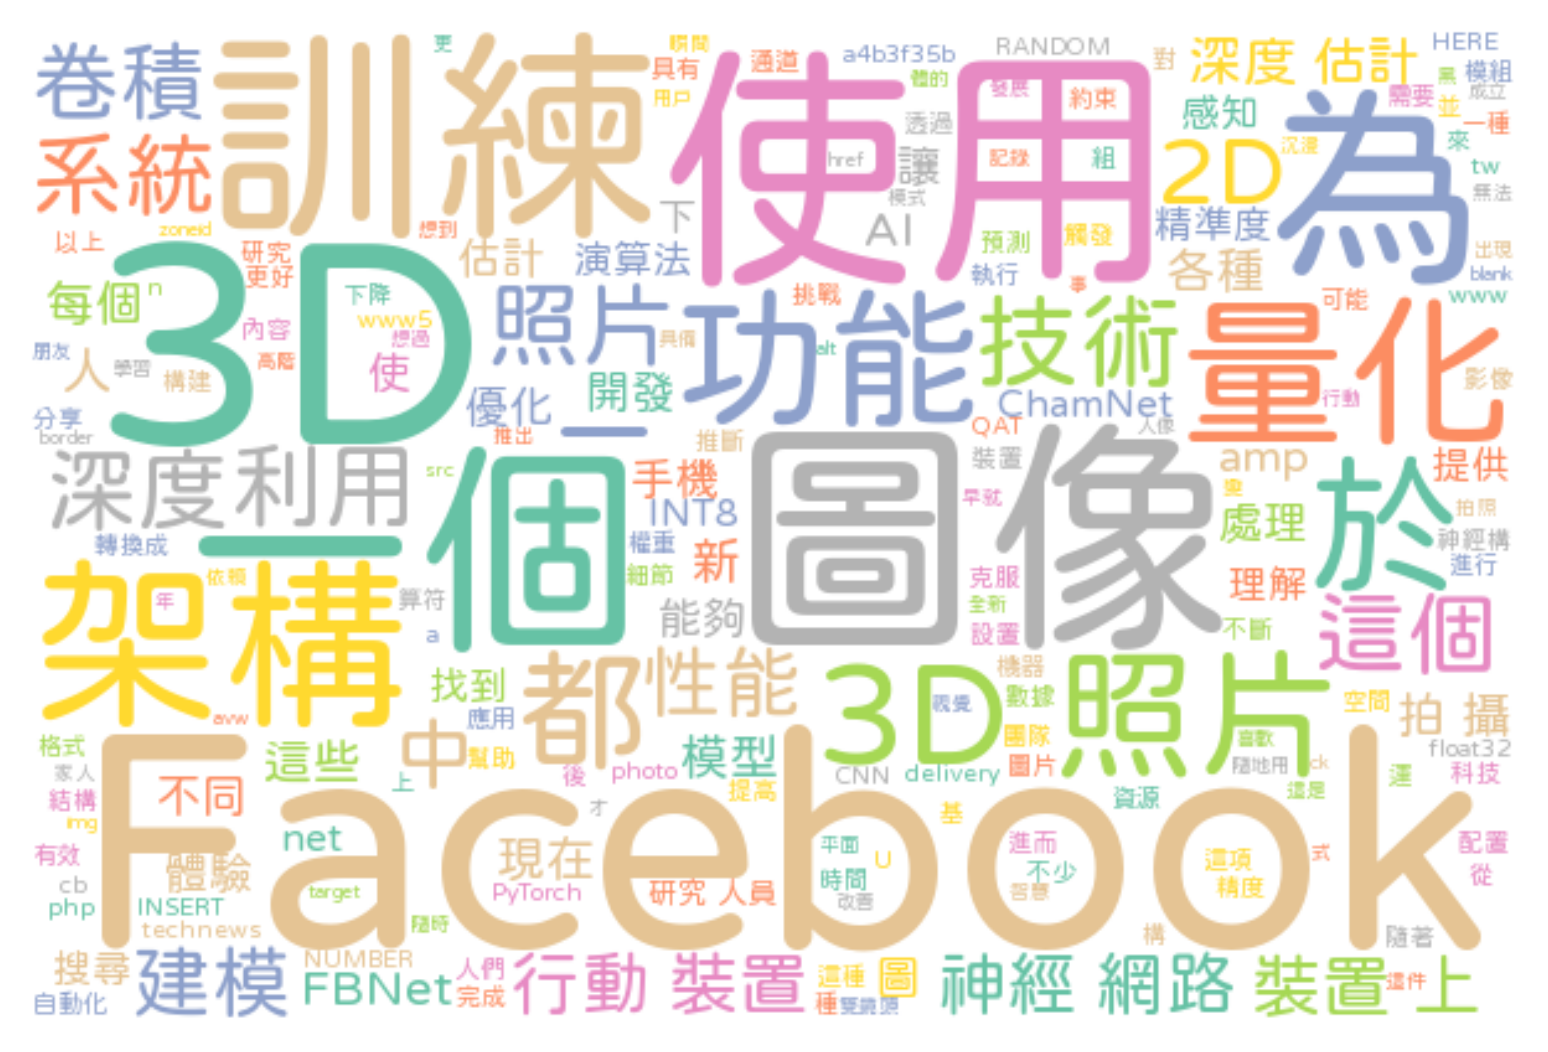 卷積
訓練
更
瞬間
具有
用戶
通道
a4b3f35b
體的
RANDOM
對
深度 估計
HERE
黑
模組
成立
系統
使用
發展
約束
透過
記錄
組
href
讓
模式
感知
需要
並
一種
為
2D
沉浸
來
tw
無法
以上
zoneid
想到
下
AI
預測
觸發
精準度
出現
研究
更好
估計
演算法
執行
事
各種
blank
www
每個
n
3D
下降
www5
想過
內容
照片
功能
挑戰
技術
可能
量化
朋友
人
學習
構建
高階
使
具備
alt
影像
分享
border
優化
開發
ChamNet
行動
一
推出
推斷
QAT
人像
深度利用
src
個
手機
圖像
裝置
amp
提供
早就
變
INT8
拍照
轉換成
一
權重
處理
於
神經構
架構
依賴
細節
新
克服
理解
進行
年
算符
全新
a
能夠
設置
不斷
這個
找到
都
性能
3D照片
機器
數據
視覺
空間
拍 攝
avw
應用
格式
這些
中
幫助
模型
團隊
喜歡
float32
家人
上
後
photo
CNN
delivery
圖片
隨地用
ck
運
科技
Facebook
結構
不同
才
提高
資源
這是
img
net
基
有效
體驗
現在
平面
U
進而
這項
式
配置
cb
target
PyTorch
研究 人員
時間
不少
精度
從
php
INSERT
改善
智慧
technews
隨時
構
隨著
搜尋
建模
NUMBER
FBNet
人們
完成
行動 裝置
這種
圖
神經 網路
裝置上
這件
自動化
種
雙鏡頭